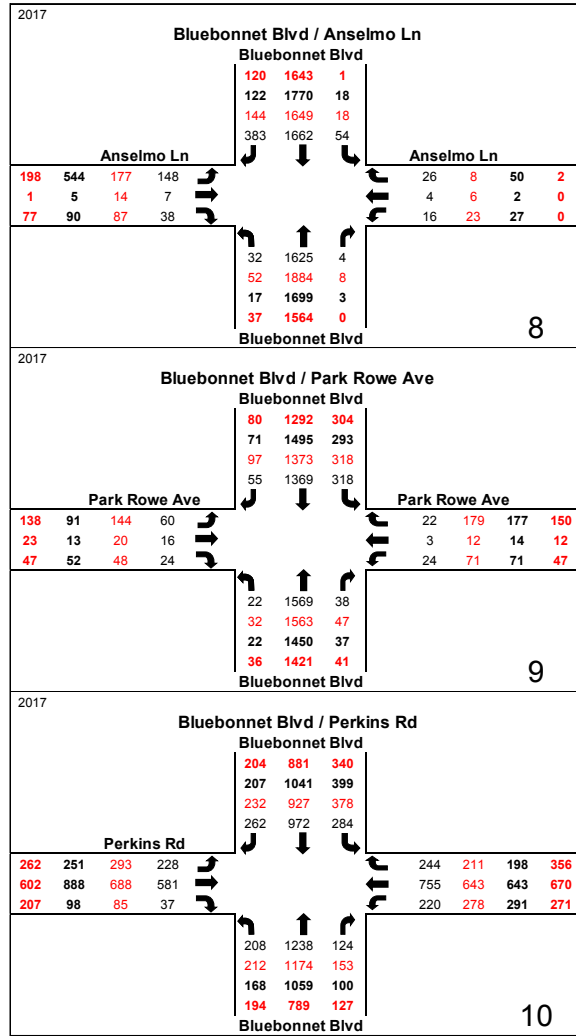 2017
Bluebonnet Blvd / Anselmo Ln
Bluebonnet Blvd
120 1643 1
122 1770 18
144 1649 18
383 1662 54
Anselmo Ln Anselmo Ln
198 544 177 148 26 8 50 2
1 5 14 7 4 6 2 0
77 90 87 38 16 23 27 0
32 1625 4
52 1884 8
17 1699 3
37 1564 0
Bluebonnet Blvd
8
2017
Bluebonnet Blvd / Park Rowe Ave
Bluebonnet Blvd
80 1292 304
71 1495 293
97 1373 318
55 1369 318
Park Rowe Ave Park Rowe Ave
138 91 144 60 22 179 177 150
23 13 20 16 3 12 14 12
47 52 48 24 24 71 71 47
22 1569 38
32 1563 47
22 1450 37
36 1421 41
Bluebonnet Blvd
9
2017
Bluebonnet Blvd / Perkins Rd
Bluebonnet Blvd
204 881 340
207 1041 399
232 927 378
262 972 284
Perkins Rd
262 251 293 228 244 211 198 356
602 888 688 581 755 643 643 670
207 98 85 37 220 278 291 271
208 1238 124
212 1174 153
168 1059 100
194 789 127
Bluebonnet Blvd
10